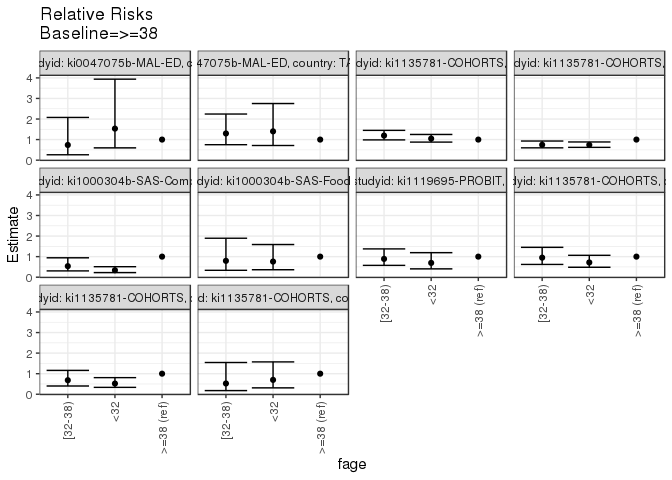 Relative Risks
Baseline=>=38
dyid: ki0047075b-MAL-ED, c
47075b-MAL-ED, country: TA
dyid: ki1135781-COHORTS,
dyid: ki1135781-COHORTS,
4
3
2
1
0
dyid: ki1000304b-SAS-Com
dyid: ki1000304b-SAS-Food
studyid: ki1119695-PROBIT,
dyid: ki1135781-COHORTS,
4
3
2
1
0
Estimate
dyid: ki1135781-COHORTS,
d: ki1135781-COHORTS, co
4
3
2
1
0
[32-38)
<32
>=38 (ref)
[32-38)
<32
>=38 (ref)
[32-38)
<32
>=38 (ref)
[32-38)
<32
>=38 (ref)
fage